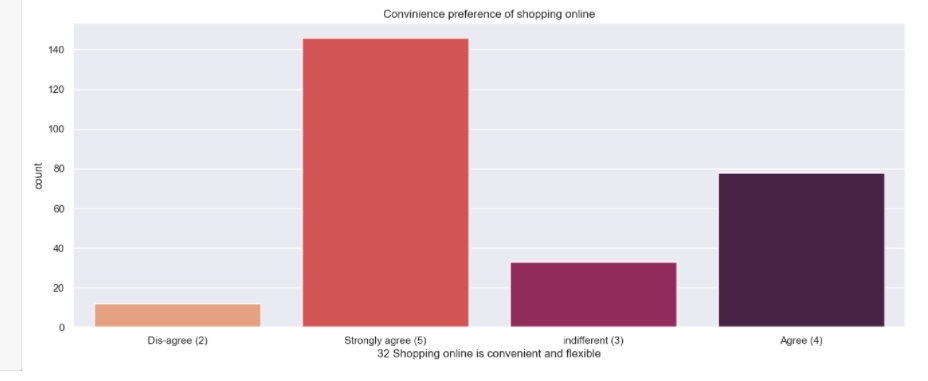 Convinience preference of shopping online
140
120
100
80
60
40
20
0
count
Dis-agree (2) Strongly agree (5) indifferent (3) Agree (4)
32 Shopping online is convenient and flexible